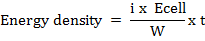 Energy density = i x Ecell / W x t